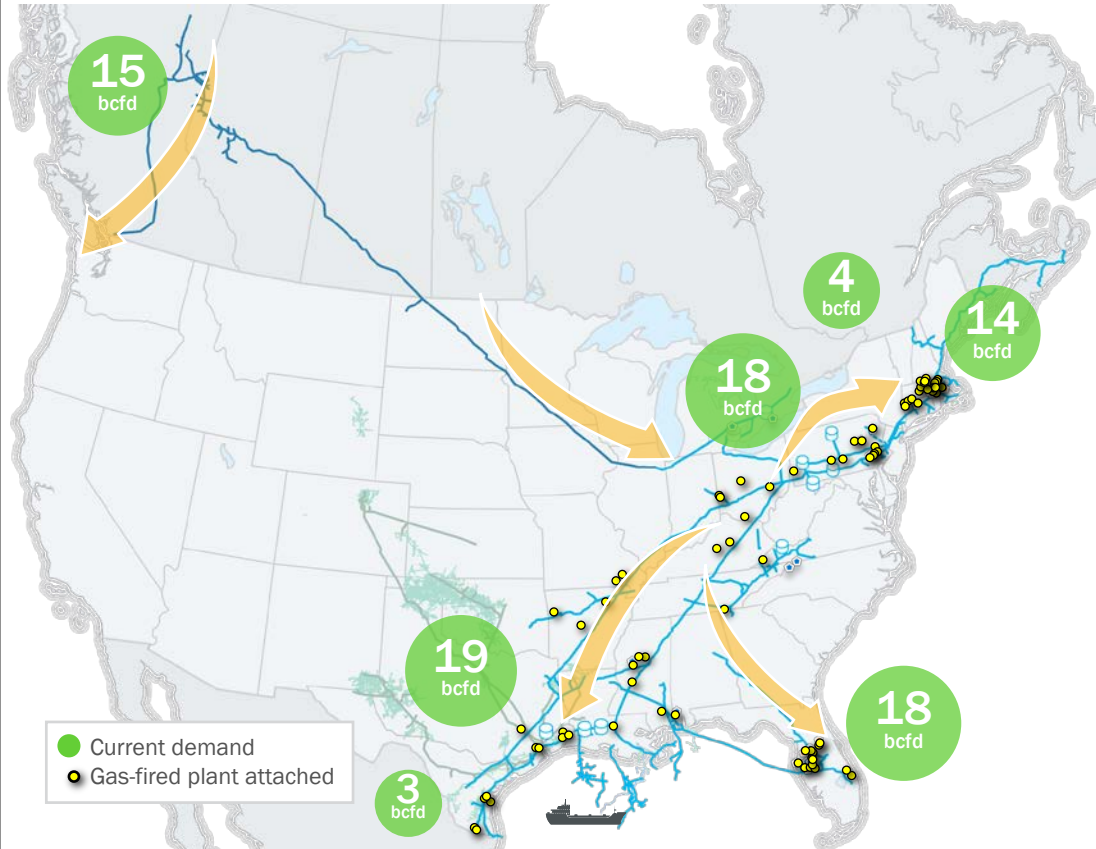 15
bcfd
4
bcfd
14
bcfd
18
bcfd
19
bcfd
18
bcfd
3
bcfd
Current demand
Gas-fired plant attached